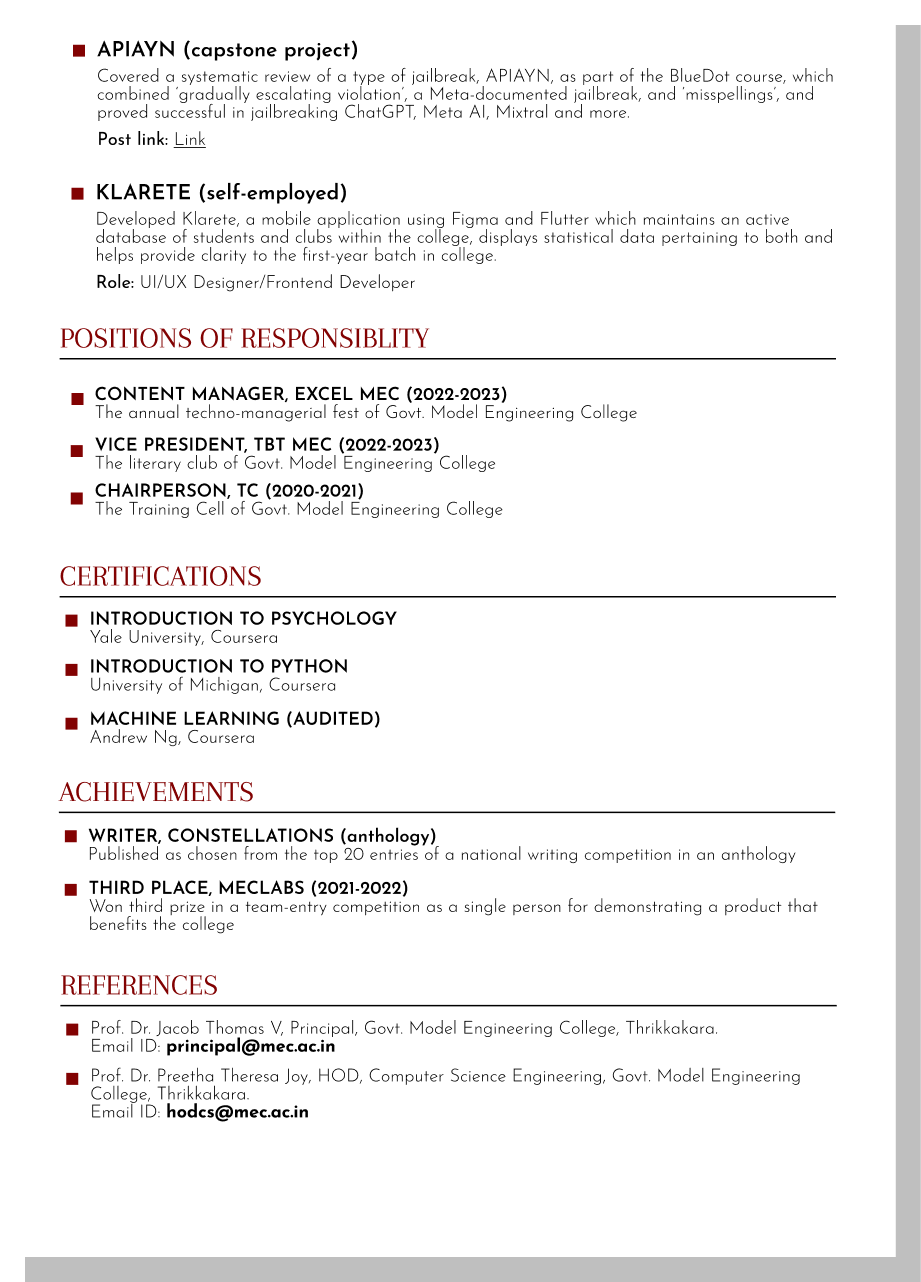 APIAYN (capstone project)
Covered a systematic review of a type of jailbreak, APIAYN, as part of the BlueDot course, which
combined 'gradually escalating violation', a Meta-documented jailbreak, and 'misspellings', and
proved successful in jailbreaking ChatGPT, Meta AI, Mixtral and more.
Post link: Link
KLARETE (self-employed)
Developed Klarete, a mobile application using Figma and Flutter which maintains an active
database of students and clubs within the college, displays statistical data pertaining to both and
helps provide clarity to the first-year batch in college.
Role: UI/UX Designer/Frontend Developer
POSITIONS OF RESPONSIBLITY
CONTENT MANAGER, EXCEL MEC (2022-2023)
The annual techno-managerial fest of Govt. Model Engineering College
VICE PRESIDENT, TBT MEC (2022-2023)
The literary club of Govt. Model Engineering College
CHAIRPERSON, TC (2020-2021)
The Training Cell of Govt. Model Engineering College
CERTIFICATIONS
INTRODUCTION TO PSYCHOLOGY
Yale University, Coursera
INTRODUCTION TO PYTHON
University of Michigan, Coursera
MACHINE LEARNING (AUDITED)
Andrew Ng, Coursera
ACHIEVEMENTS
WRITER, CONSTELLATIONS (anthology)
Published as chosen from the top 20 entries of a national writing competition in an anthology
THIRD PLACE, MECLABS (2021-2022)
Won third prize in a team-entry competition as a single person for demonstrating a product that
benefits the college
REFERENCES
Prof. Dr. Jacob Thomas V, Principal, Govt. Model Engineering College, Thrikkakara.
Email ID: principal@mec.ac.in
Prof. Dr. Preetha Theresa Joy, HOD, Computer Science Engineering, Govt. Model Engineering
College, Thrikkakara.
Email ID: hodcs@mec.ac.in